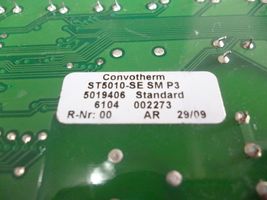 Convotherm
ST5010-SE SM P3
5019406 Standard
6104 002273
R-Nr: 00 AR 29/09